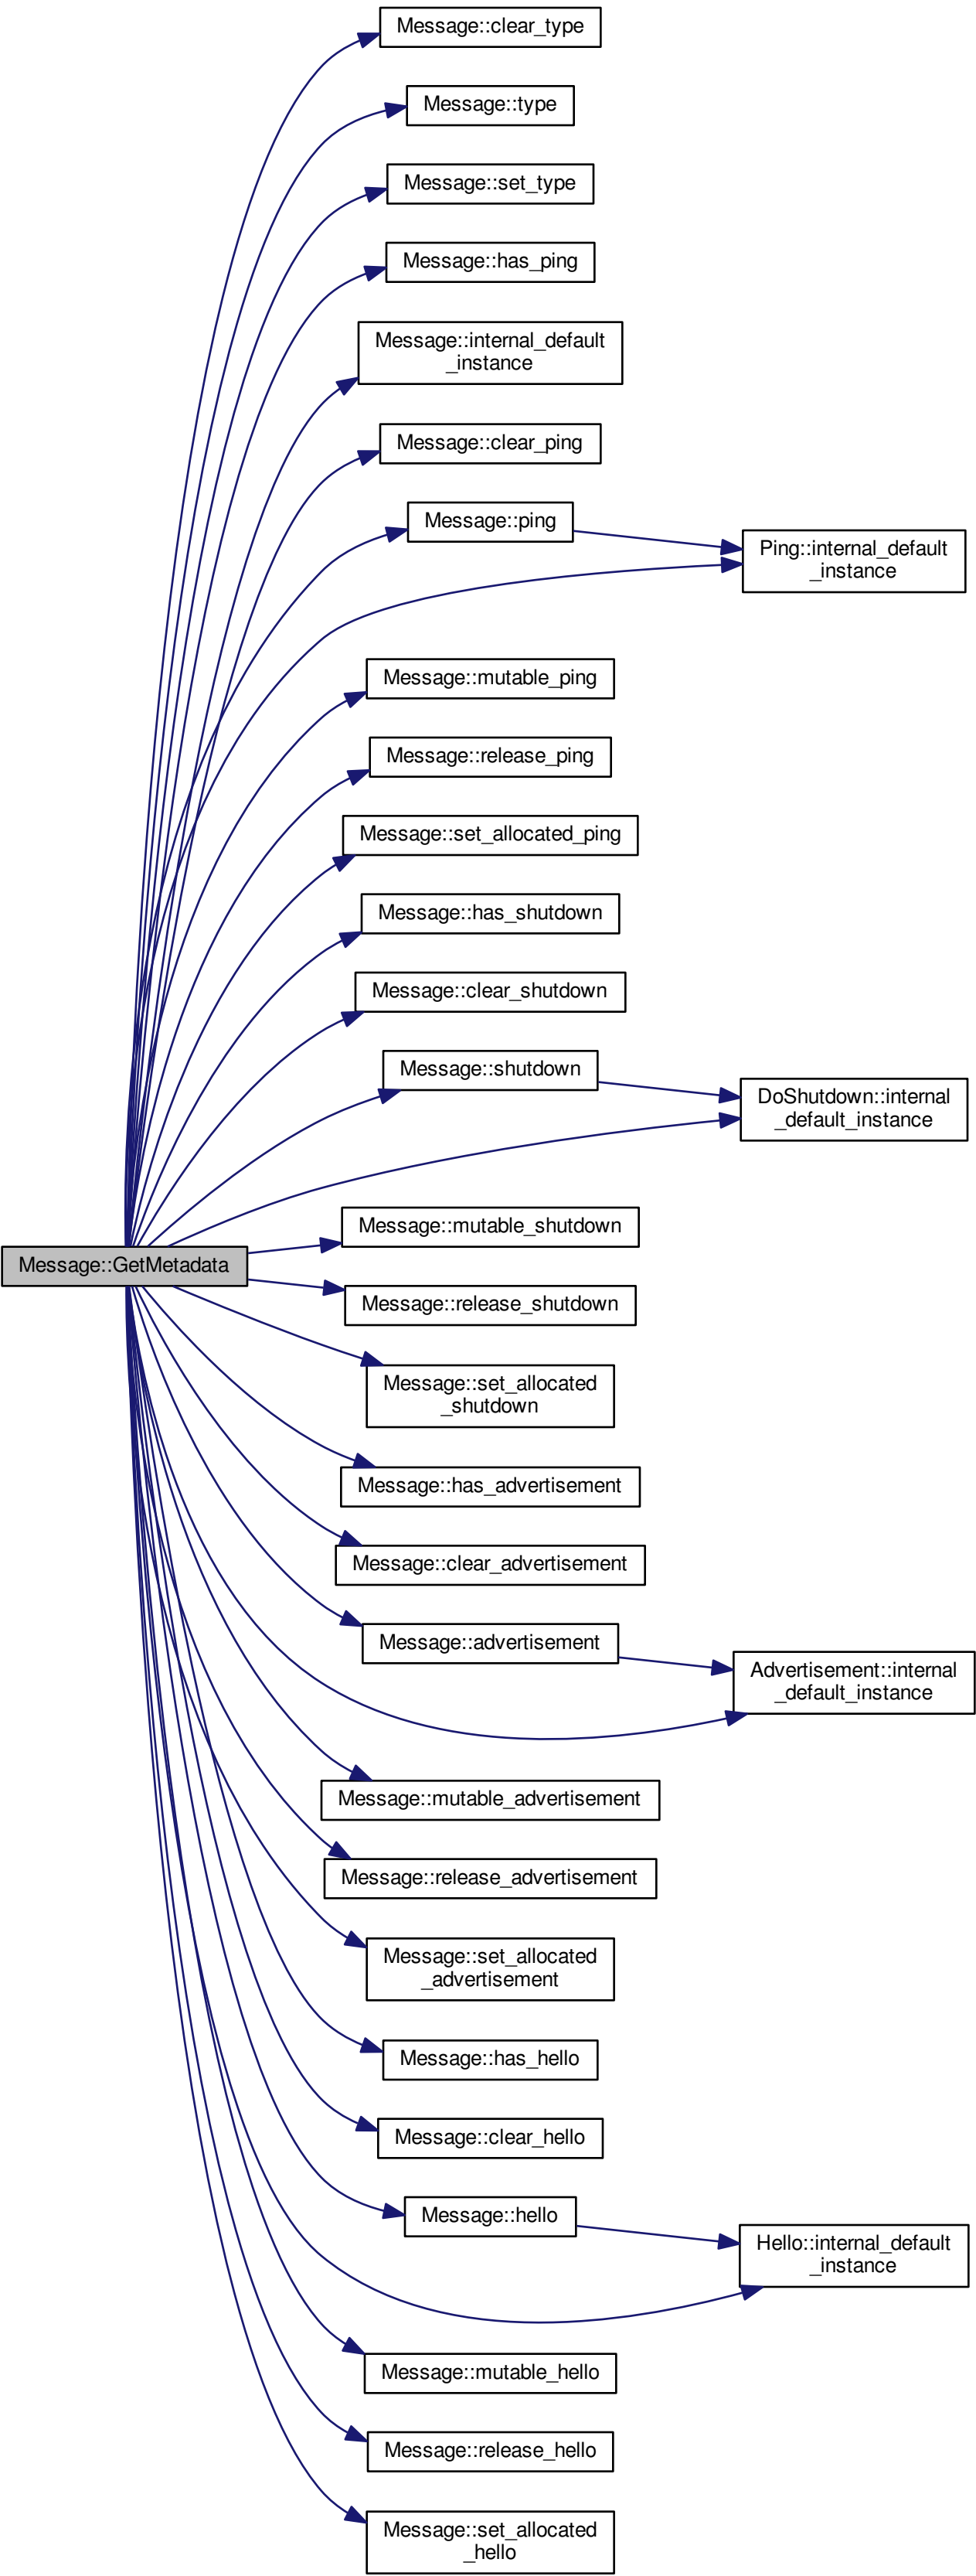 Message::clear_type
Message::type
Message::set_type
Message::has_ping
Message::internal_default
_instance
Message::clear_ping
Message::ping
Ping::internal_default
_instance
Message::mutable_ping
Message::release_ping
Message::set_allocated_ping
Message::has_shutdown
Message::clear_shutdown
Message::shutdown
DoShutdown::internal
_default_instance
Message::mutable_shutdown
Message::GetMetadata
Message::release_shutdown
Message::set_allocated
_shutdown
Message::has_advertisement
Message::clear_advertisement
Message::advertisement
Advertisement::internal
_default_instance
Message::mutable_advertisement
Message::release_advertisement
Message::set_allocated
_advertisement
Message::has_hello
Message::clear_hello
Message::hello
Hello::internal_default
_instance
Message::mutable_hello
Message::release_hello
Message::set_allocated
_hello